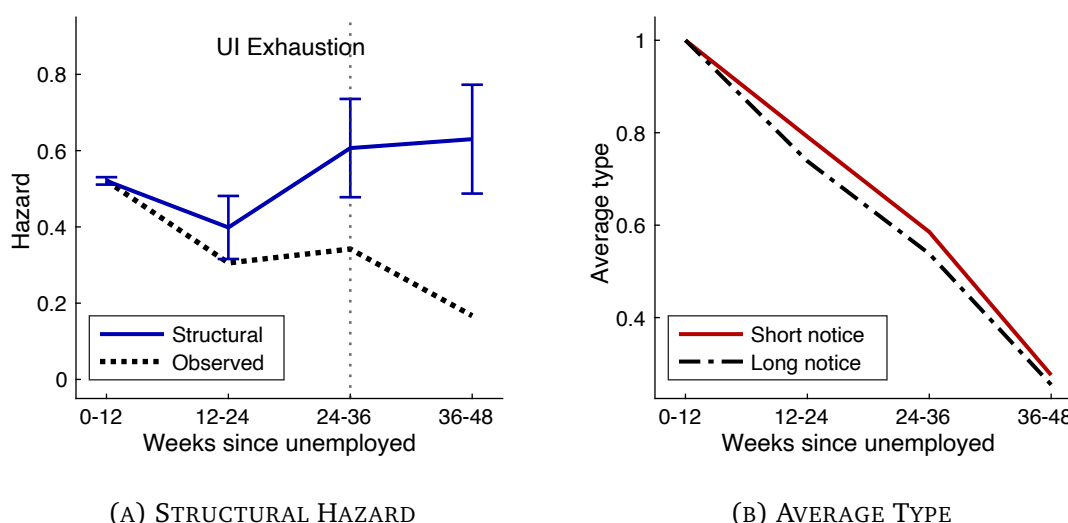 UI Exhaustion
0.8
0.6
0.4
0.2
0
Hazard
Structural
Observed
0-12 12-24 24-36 36-48
Weeks since unemployed
(A) STRUCTURAL HAZARD
1
0.8
0.6
0.4
Average type
Short notice
Long notice
0-12 12-24 24-36 36-48
Weeks since unemployed
(B) AVERAGE TYPE